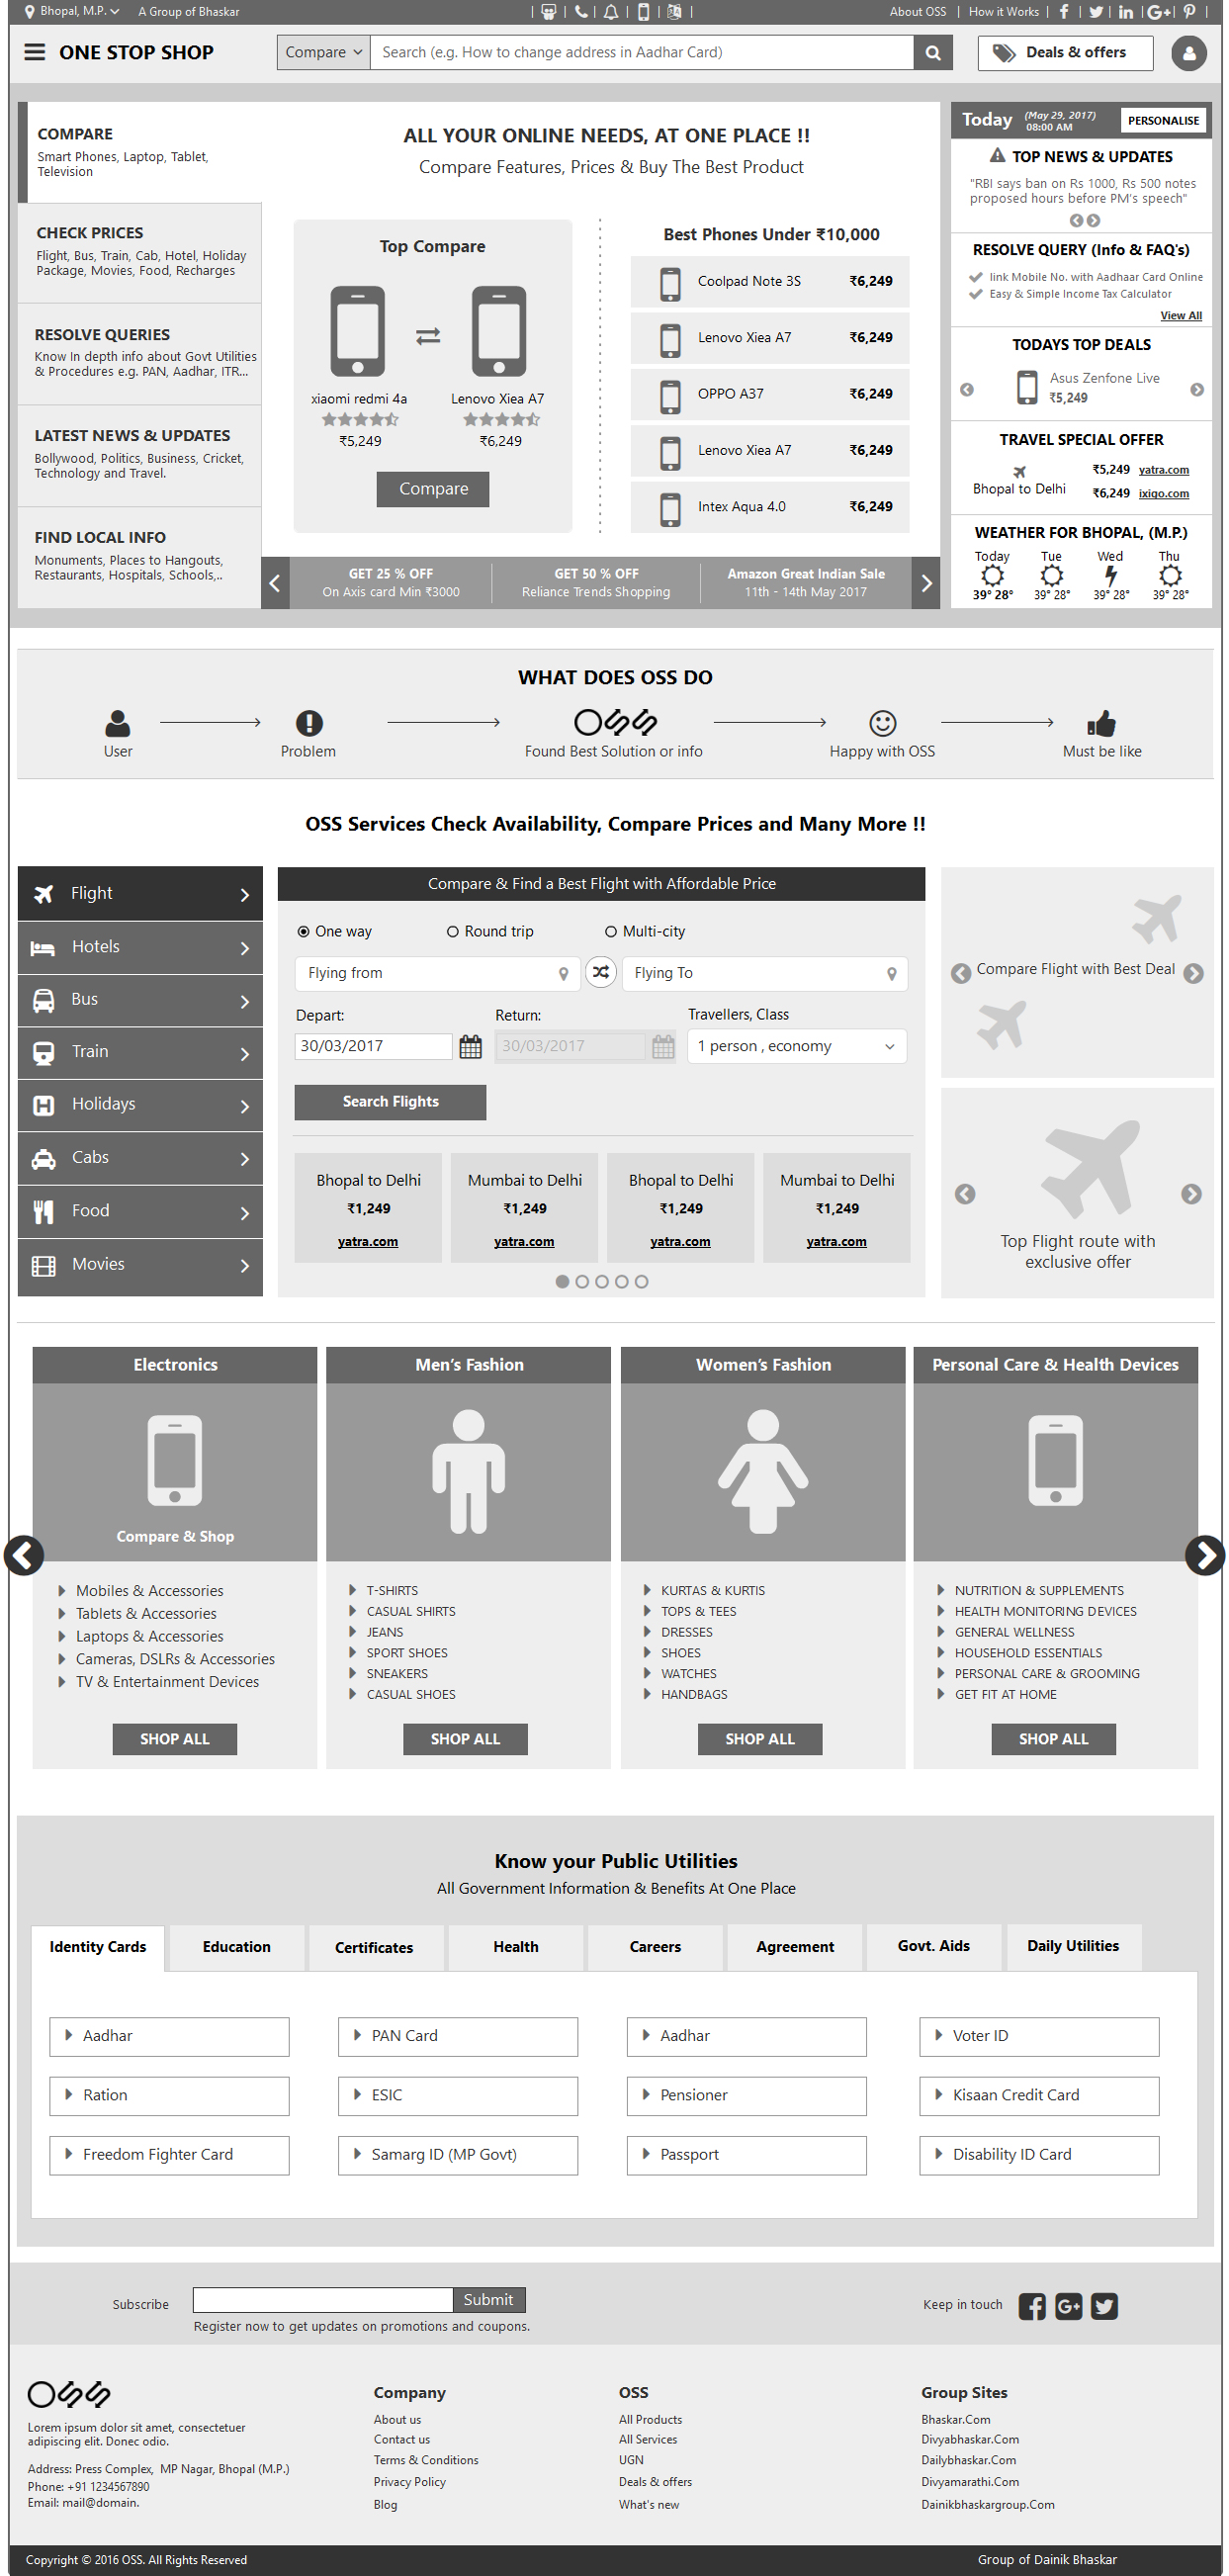 Bhopal, M.P.
A Group of Bhaskar
About OSS
How it Works
ONE STOP SHOP
Compare
Search (e.g. How to change address in Aadhar Card)
Deals & offers
COMPARE
Smart Phones, Laptop, Tablet,
Television
CHECK PRICES
Flight, Bus, Train, Cab, Hotel, Holiday
Package, Movies, Food, Recharges
RESOLVE QUERIES
Know In depth info about Govt Utilities
& Procedures e.g. PAN, Aadhar, ITR...
LATEST NEWS & UPDATES
Bollywood, Politics, Business, Cricket,
Technology and Travel.
FIND LOCAL INFO
Monuments, Places to Hangouts,
Restaurants, Hospitals, Schools,..
ALL YOUR ONLINE NEEDS, AT ONE PLACE !!
Compare Features, Prices & Buy The Best Product
Top Compare
xiaomi redmi 4a
₹5,249
Lenovo Xiea A7
₹6,249
Compare
Best Phones Under ₹10,000
Coolpad Note 3S ₹6,249
Lenovo Xiea A7 ₹6,249
OPPO A37 ₹6,249
Lenovo Xiea A7 ₹6,249
Intex Aqua 4.0 ₹6,249
GET 25 % OFF
On Axis card Min ₹3000
GET 50 % OFF
Reliance Trends Shopping
Amazon Great Indian Sale
11th - 14th May 2017
Today
(May 29, 2017)
08:00 AM
PERSONALISE
TOP NEWS & UPDATES
"RBI says ban on Rs 1000, Rs 500 notes
proposed hours before PM's speech"
RESOLVE QUERY (Info & FAQ's)
link Mobile No. with Aadhaar Card Online
Easy & Simple Income Tax Calculator
View All
TODAYS TOP DEALS
Asus Zenfone Live
₹5,249
TRAVEL SPECIAL OFFER
Bhopal to Delhi
₹5,249 yatra.com
₹6,249 ixigo.com
WEATHER FOR BHOPAL, (M.P.)
Today Tue Wed Thu
39° 28° 39° 28° 39° 28° 39° 28°
WHAT DOES OSS DO
User
Problem
Oss
Found Best Solution or info
Happy with OSS
Must be like
OSS Services Check Availability, Compare Prices and Many More !!
Flight
Hotels
Bus
Train
Holidays
Cabs
Food
Movies
Compare & Find a Best Flight with Affordable Price
One way Round trip Multi-city
Flying from
Flying To
Depart: Return: Travellers, Class
30/03/2017 30/03/2017 1 person , economy
Search Flights
Bhopal to Delhi
₹1,249
yatra.com
Mumbai to Delhi
₹1,249
yatra.com
Bhopal to Delhi
₹1,249
yatra.com
Mumbai to Delhi
₹1,249
yatra.com
Compare Flight with Best Deal
Top Flight route with
exclusive offer
Electronics
Compare & Shop
Mobiles & Accessories
Tablets & Accessories
Laptops & Accessories
Cameras, DSLRs & Accessories
TV & Entertainment Devices
SHOP ALL
Men's Fashion
T-SHIRTS
CASUAL SHIRTS
JEANS
SPORT SHOES
SNEAKERS
CASUAL SHOES
SHOP ALL
Women's Fashion
KURTAS & KURTIS
TOPS & TEES
DRESSES
SHOES
WATCHES
HANDBAGS
SHOP ALL
Personal Care & Health Devices
NUTRITION & SUPPLEMENTS
HEALTH MONITORING DEVICES
GENERAL WELLNESS
HOUSEHOLD ESSENTIALS
PERSONAL CARE & GROOMING
GET FIT AT HOME
SHOP ALL
Know your Public Utilities
All Government Information & Benefits At One Place
Identity Cards Education Certificates Health Careers Agreement Govt. Aids Daily Utilities
Aadhar PAN Card Aadhar Voter ID
Ration ESIC Pensioner Kisaan Credit Card
Freedom Fighter Card Samarg ID (MP Govt) Passport Disability ID Card
Subscribe
Submit
Register now to get updates on promotions and coupons.
Keep in touch
Oss
Lorem ipsum dolor sit amet, consectetuer
adipiscing elit. Donec odio.
Address: Press Complex, MP Nagar, Bhopal (M.P.)
Phone: +91 1234567890
Email: mail@domain.
Company
About us
Contact us
Terms & Conditions
Privacy Policy
Blog
OSS
All Products
All Services
UGN
Deals & offers
What's new
Group Sites
Bhaskar.Com
Divyabhaskar.Com
Dailybhaskar.Com
Divyamarathi.Com
Dainikbhaskargroup.Com
Copyright © 2016 OSS. All Rights Reserved
Group of Dainik Bhaskar